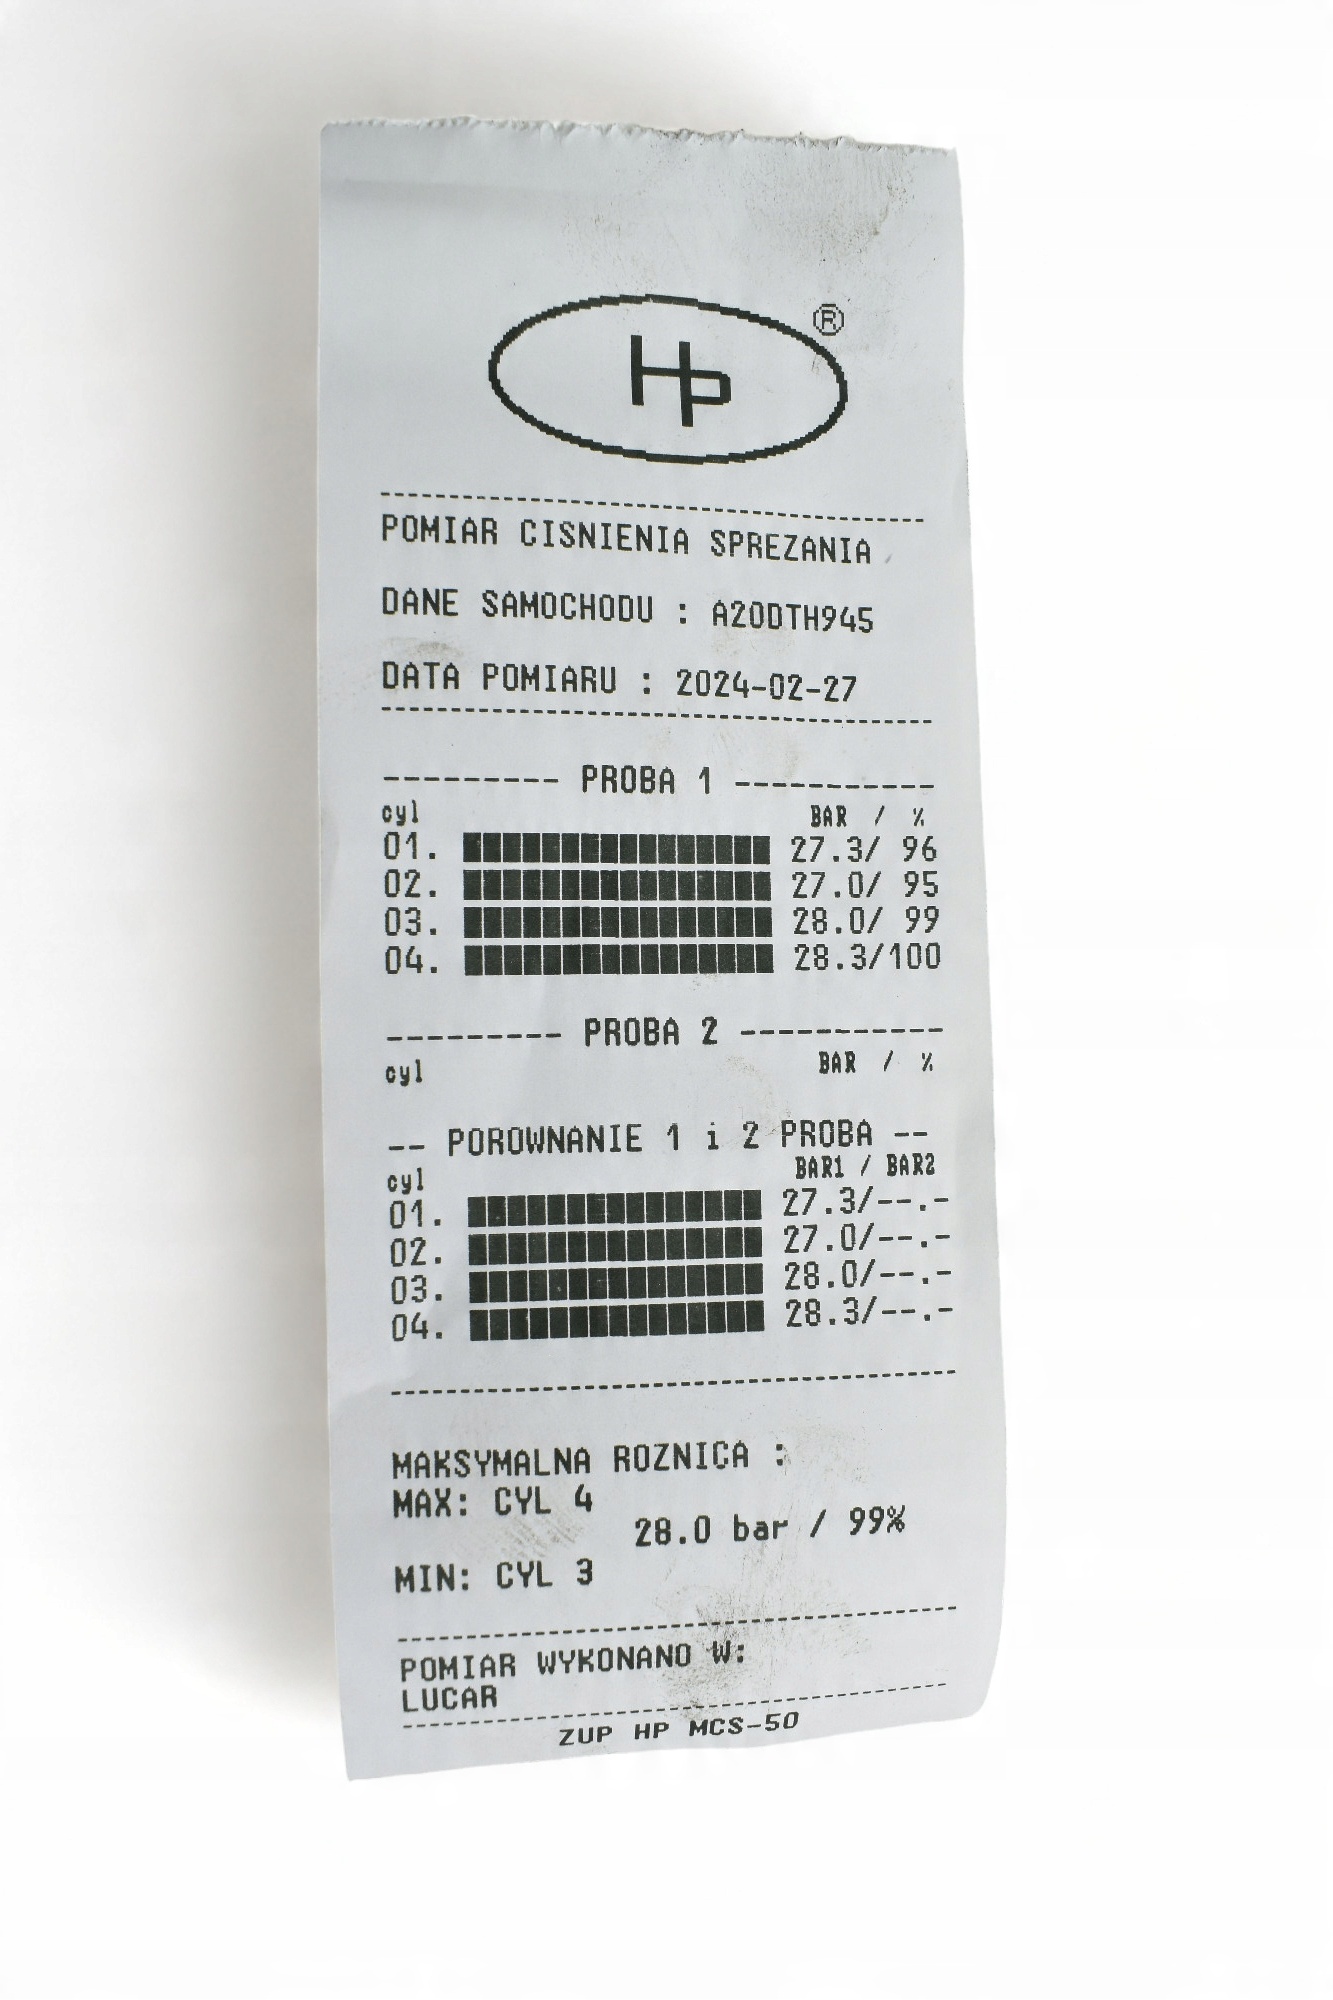 HP ®
POMIAR CISNIENIA SPREZANIA
DANE SAMOCHODU : A20DTH945
DATA POMIARU : 2024-02-27
--------- PROBA 1 -----------
cyl BAR / %
01. 27.3/ 96
02. 27.0/ 95
03. 28.0/ 99
04. 28.3/100
--------- PROBA 2 -----------
cyl BAR / %
-- POROWNANIE 1 i 2 PROBA --
cyl BAR1 / BAR2
01. 27.3/--.-
02. 27.0/--.-
03. 28.0/--.-
04. 28.3/--.-
MAKSYMALNA ROZNICA :
MAX: CYL 4
28.0 bar / 99%
MIN: CYL 3
POMIAR WYKONANO W:
LUCAR
ZUP HP MCS-50